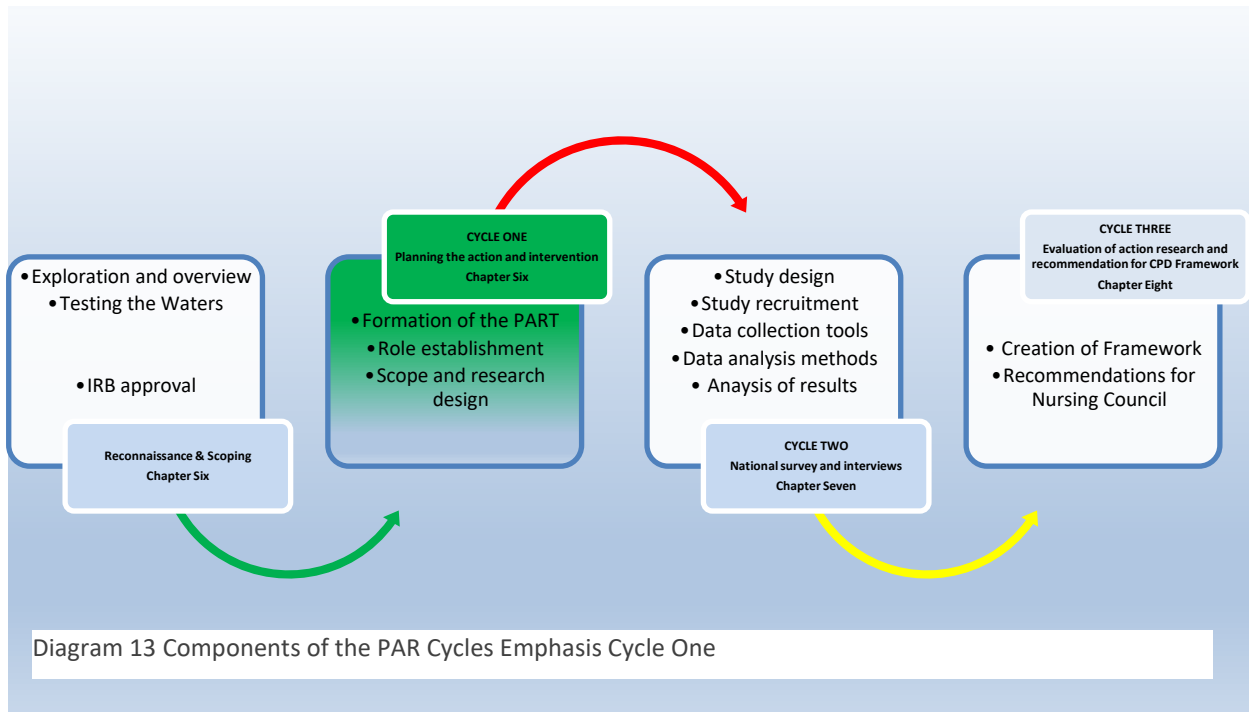 • Exploration and overview
• Testing the Waters
• IRB approval
Reconnaissance & Scoping
Chapter Six
CYCLE ONE
Planning the action and intervention
Chapter Six
• Formation of the PART
• Role establishment
• Scope and research
design
• Study design
• Study recruitment
• Data collection tools
• Data analysis methods
• Anaysis of results
CYCLE TWO
National survey and interviews
Chapter Seven
CYCLE THREE
Evaluation of action research and
recommendation for CPD Framework
Chapter Eight
• Creation of Framework
• Recommendations for
Nursing Council
Diagram 13 Components of the PAR Cycles Emphasis Cycle One